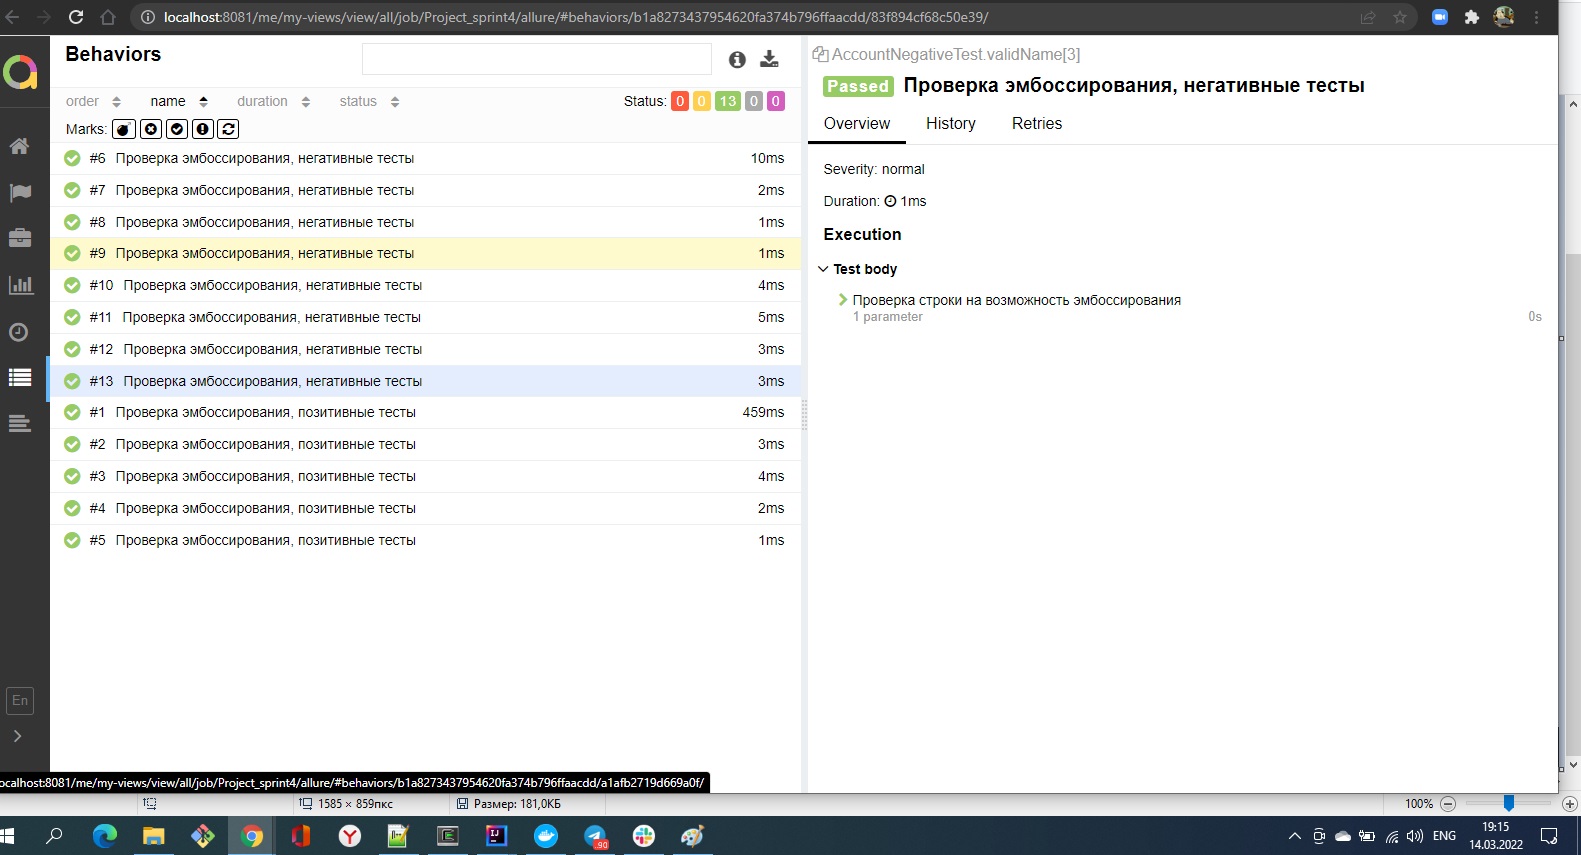 localhost:8081/me/my-views/view/all/job/Project_sprint4/allure/#behaviors/b1a8273437954620fa374b796ffaacdd/83f894cf68c50e39/
Behaviors
order name duration status Status: 0 0 13 0 0
Marks:
#6 Проверка эмбоссирования, негативные тесты 10ms
#7 Проверка эмбоссирования, негативные тесты 2ms
#8 Проверка эмбоссирования, негативные тесты 1ms
#9 Проверка эмбоссирования, негативные тесты 1ms
#10 Проверка эмбоссирования, негативные тесты 4ms
#11 Проверка эмбоссирования, негативные тесты 5ms
#12 Проверка эмбоссирования, негативные тесты 3ms
#13 Проверка эмбоссирования, негативные тесты 3ms
#1 Проверка эмбоссирования, позитивные тесты 459ms
#2 Проверка эмбоссирования, позитивные тесты 3ms
#3 Проверка эмбоссирования, позитивные тесты 4ms
#4 Проверка эмбоссирования, позитивные тесты 2ms
#5 Проверка эмбоссирования, позитивные тесты 1ms
AccountNegativeTest.validName[3]
Passed Проверка эмбоссирования, негативные тесты
Overview History Retries
Severity: normal
Duration: 1ms
Execution
Test body
Проверка строки на возможность эмбоссирования
1 parameter 0s
En
ocalhost:8081/me/my-views/view/all/job/Project_sprint4/allure/#behaviors/b1a8273437954620fa374b796ffaacdd/a1afb2719d669a0f/
1585 × 859пкс Размер: 181,0КБ 100%
90
ENG
19:15
14.03.2022